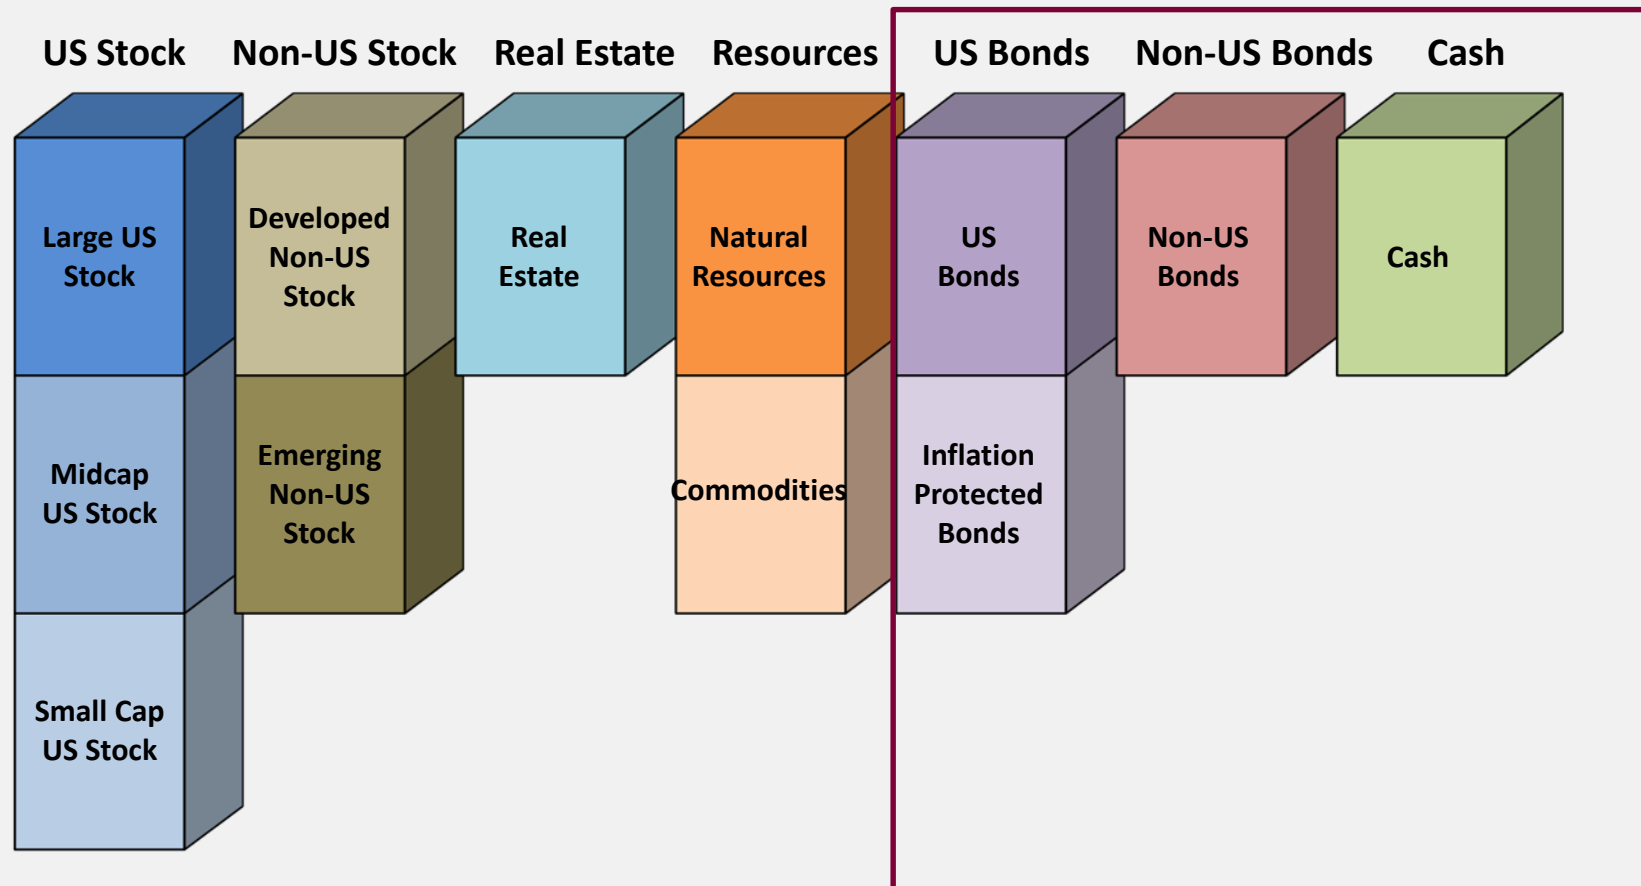 US Stock
Non-US Stock
Real Estate
Resources
US Bonds
Non-US Bonds
Cash
Large US
Stock
Midcap
US Stock
Small Cap
US Stock
Developed
Non-US
Stock
Emerging
Non-US
Stock
Real
Estate
Natural
Resources
Commodities
US
Bonds
Inflation
Protected
Bonds
Non-US
Bonds
Cash